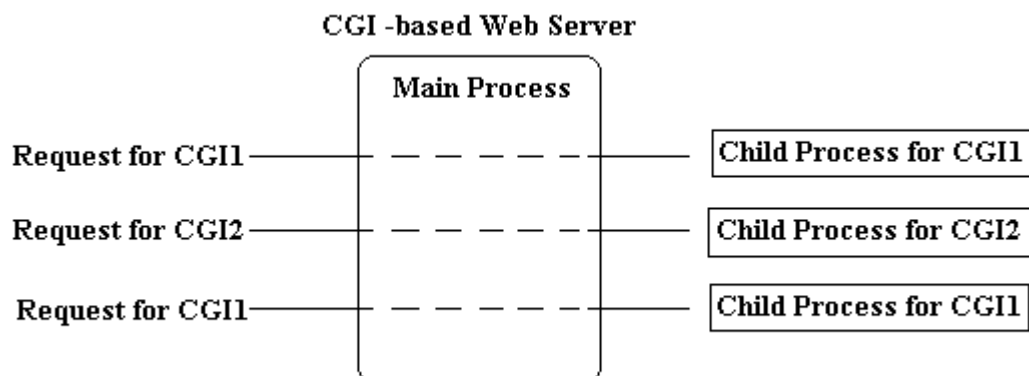 CGI -based Web Server
Main Process
Request for CGI1
Child Process for CGI1
Request for CGI2
Child Process for CGI2
Request for CGI1
Child Process for CGI1